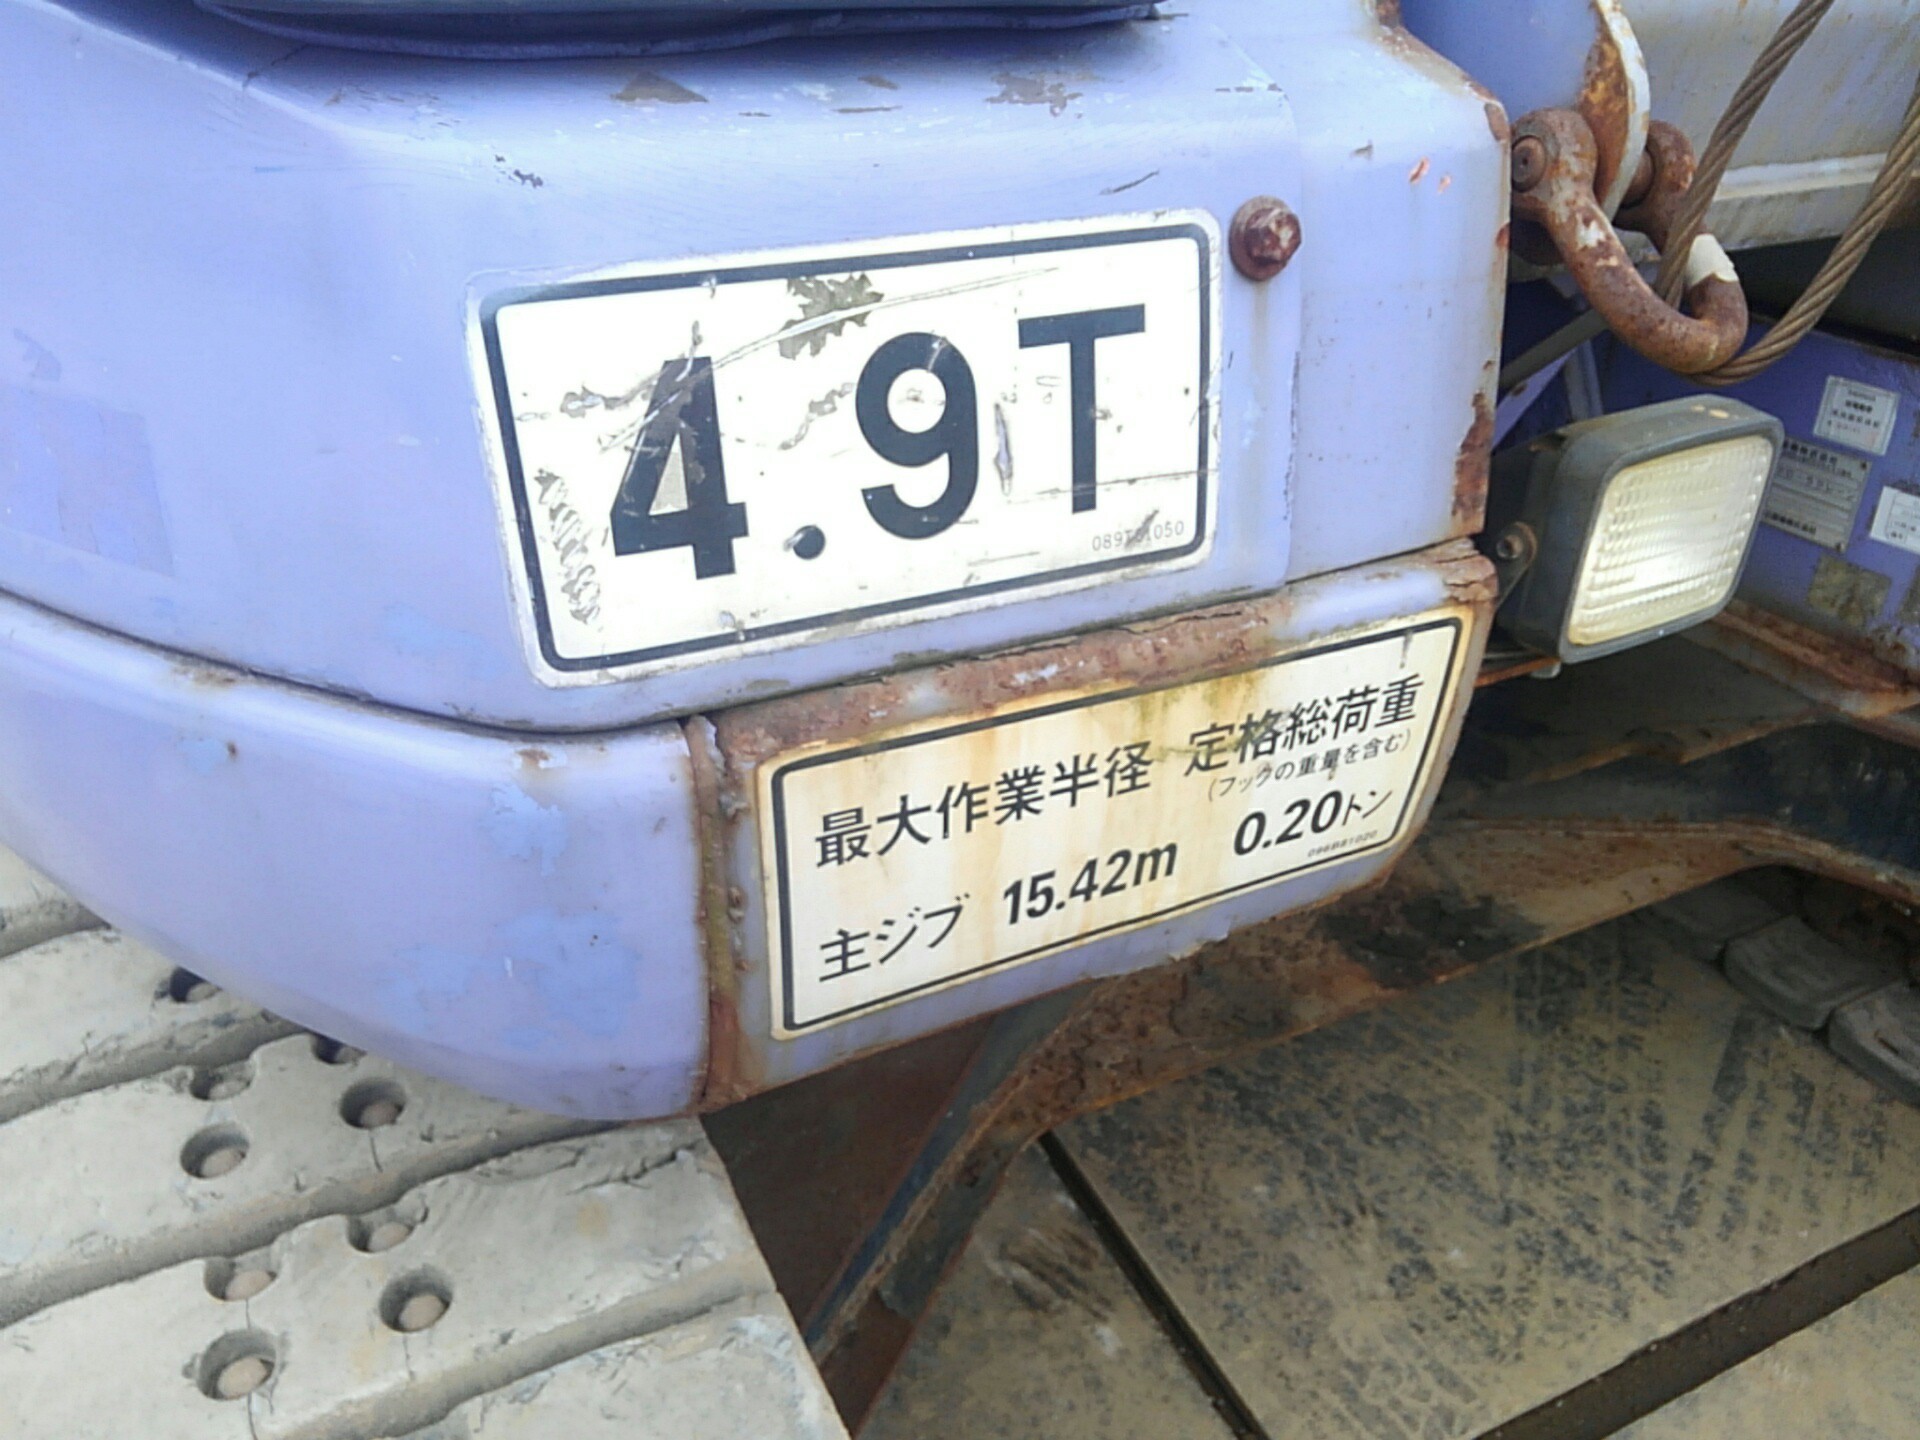 4.9T
089T01050
最大作業半径 定格総荷重
(フックの重量を含む)
主ジブ 15.42m 0.20トン